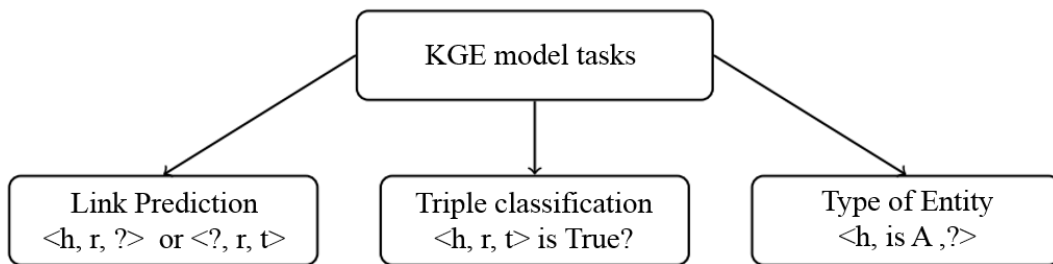 KGE model tasks
Link Prediction
<h, r, ?> or <?, r, t>
Triple classification
<h, r, t> is True?
Type of Entity
<h, is A ,?>